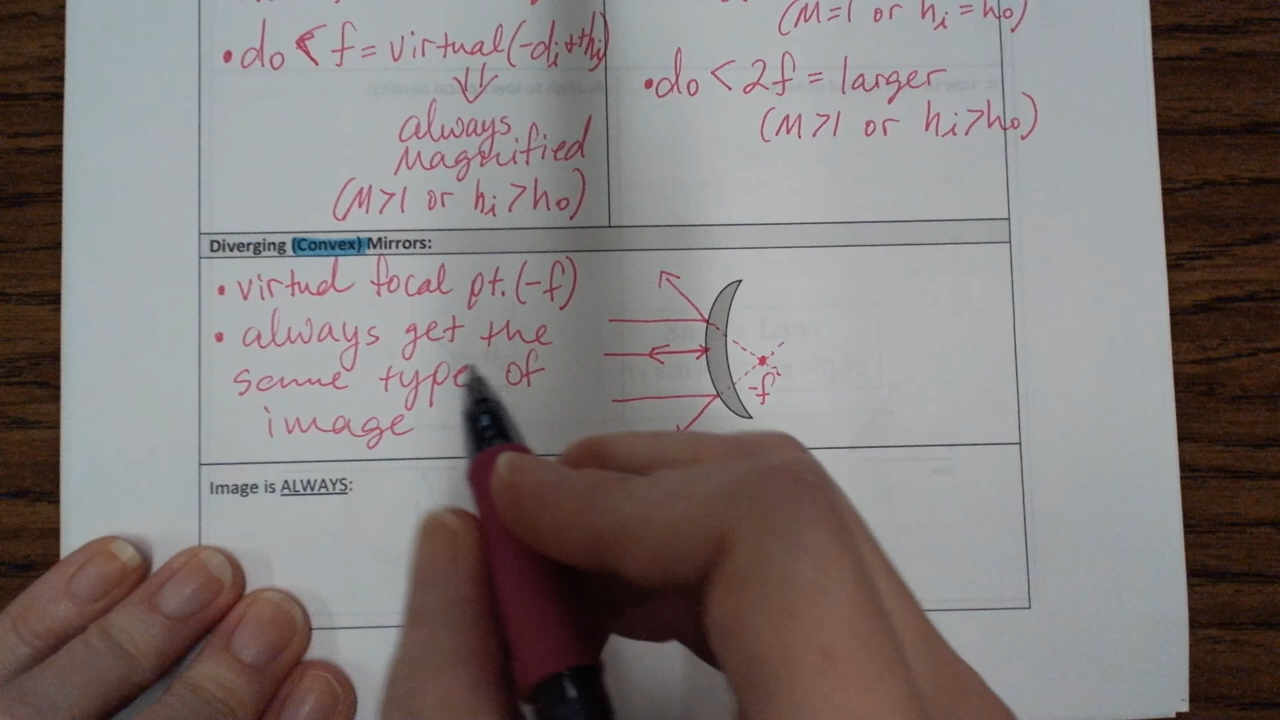 (M=1 or hi = ho)
• do < f = virtual (-di + +hi)
• do < 2f = larger
(M>1 or hi>ho)
always
magnified
(M>1 or hi>ho)
Diverging (Convex) Mirrors:
• virtual focal pt. (-f)
• always get the
same type of
image
-f
Image is ALWAYS: